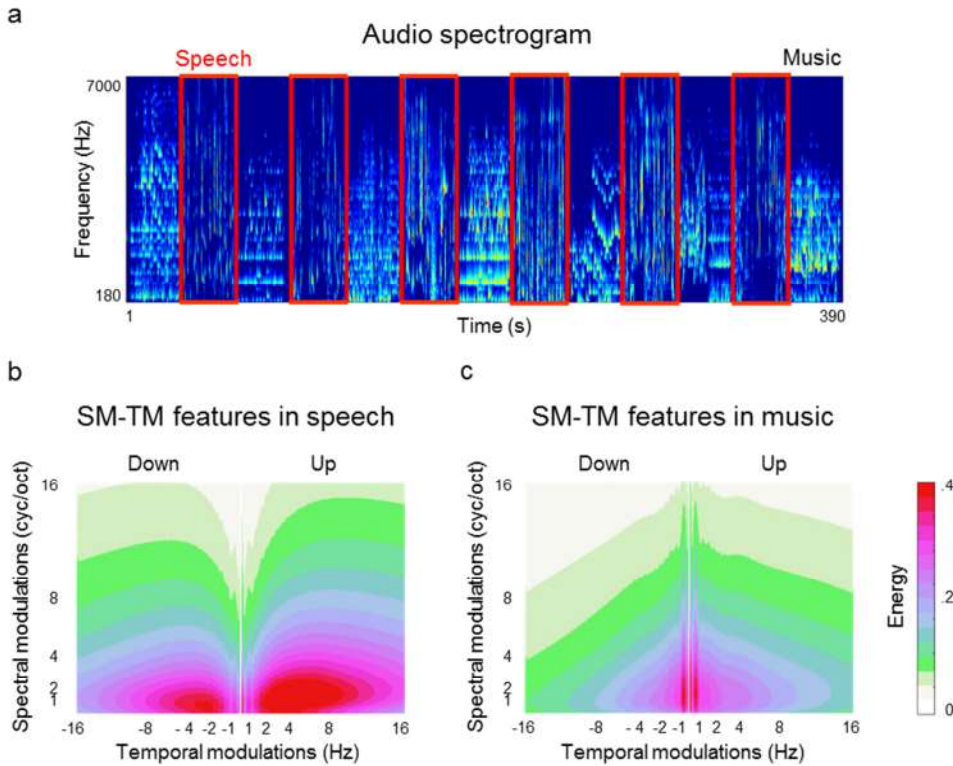 a
Audio spectrogram
Speech
Music
7000
Frequency (Hz)
180
1
Time (s)
390
b
c
SM-TM features in speech
SM-TM features in music
Down
Up
Down
Up
Spectral modulations (cyc/oct)
16
8
4
2
1
-16 -8 - 4 -2 -1 1 2 4 8 16
Temporal modulations (Hz)
Spectral modulations (cyc/oct)
16
8
4
2
1
-16 -8 -4 -2 -1 1 2 4 8 16
Temporal modulations (Hz)
Energy
.4
.2
0